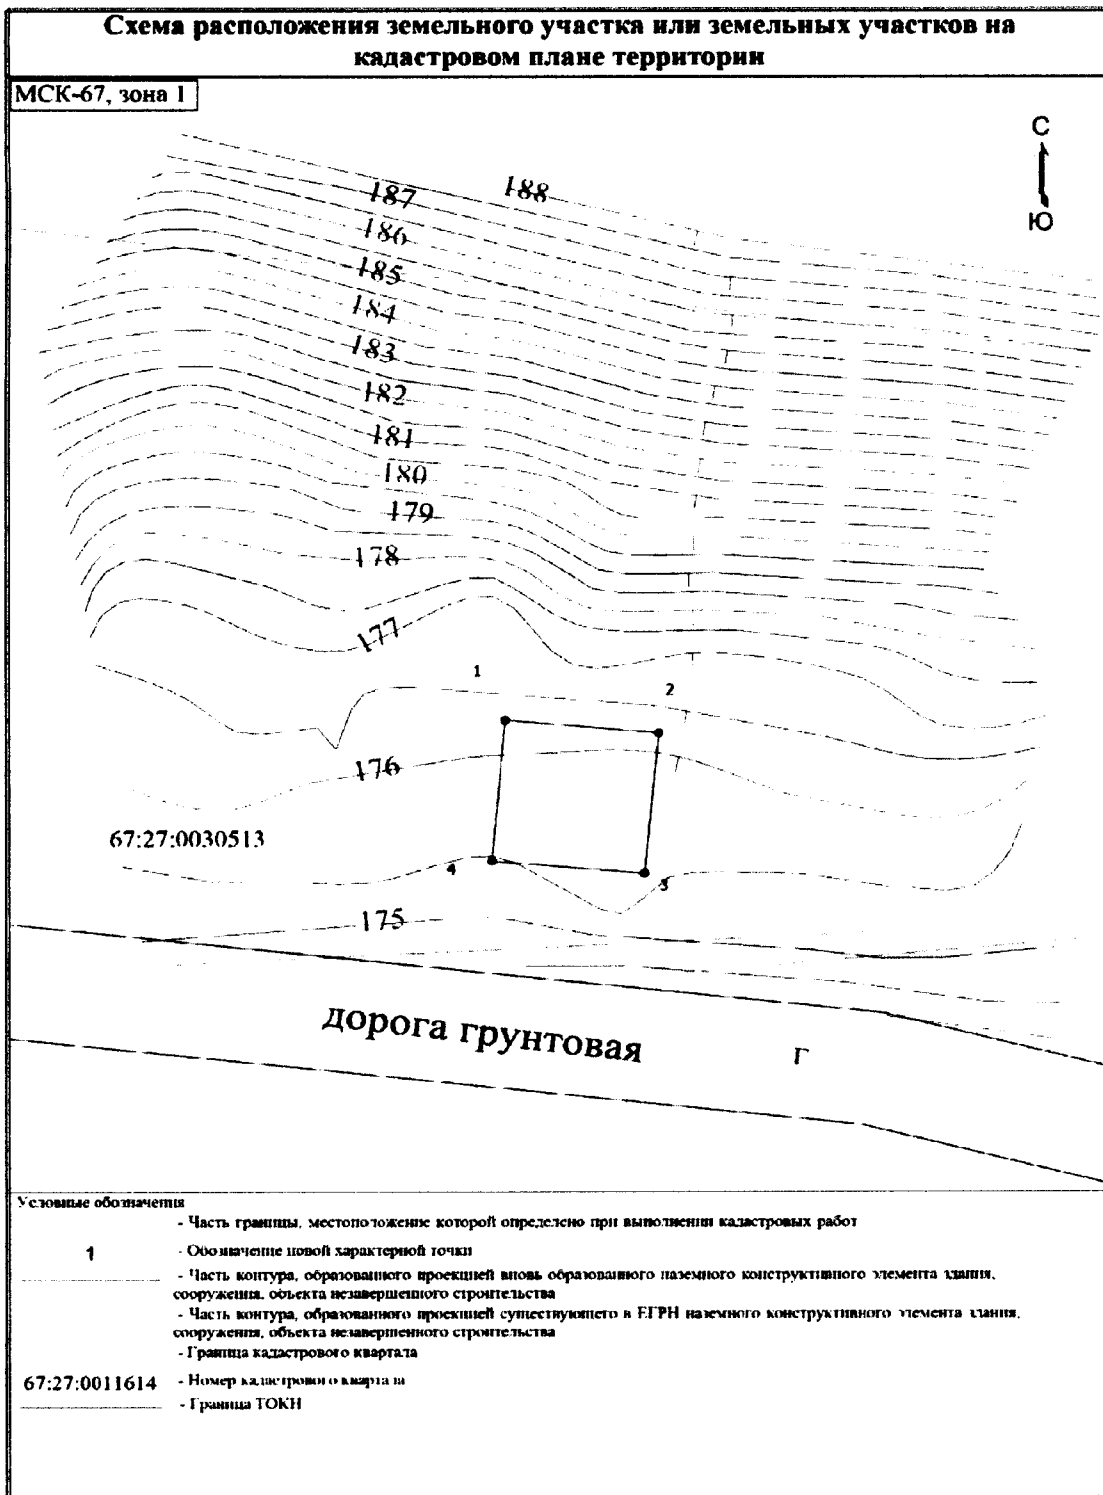 Схема расположения земельного участка или земельных участков на
кадастровом плане территории
МСК-67, зона 1
С
Ю
188
187
186
185
184
183
182
181
180
179
178
177
1
2
176
67:27:0030513
4
3
175
дорога грунтовая
Г
Условные обозначения
- Часть границы, местоположение которой определено при выполнении кадастровых работ
1 - Обозначение новой характерной точки
- Часть контура, образованного проекцией вновь образованного наземного конструктивного элемента здания,
сооружения, объекта незавершенного строительства
- Часть контура, образованного проекцией существующего в ЕГРН наземного конструктивного элемента здания,
сооружения, объекта незавершенного строительства
- Граница кадастрового квартала
67:27:0011614 - Номер кадастрового квартала
- Граница ТОКН